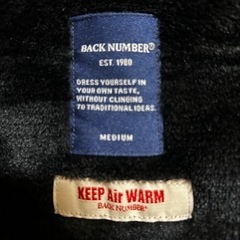 BACK NUMBER®
EST. 1980
DRESS YOURSELF IN
YOUR OWN TASTE,
WITHOUT CLINGING
TO TRADITIONAL IDEAS.
MEDIUM
KEEP Air WARM
BACK NUMBER®